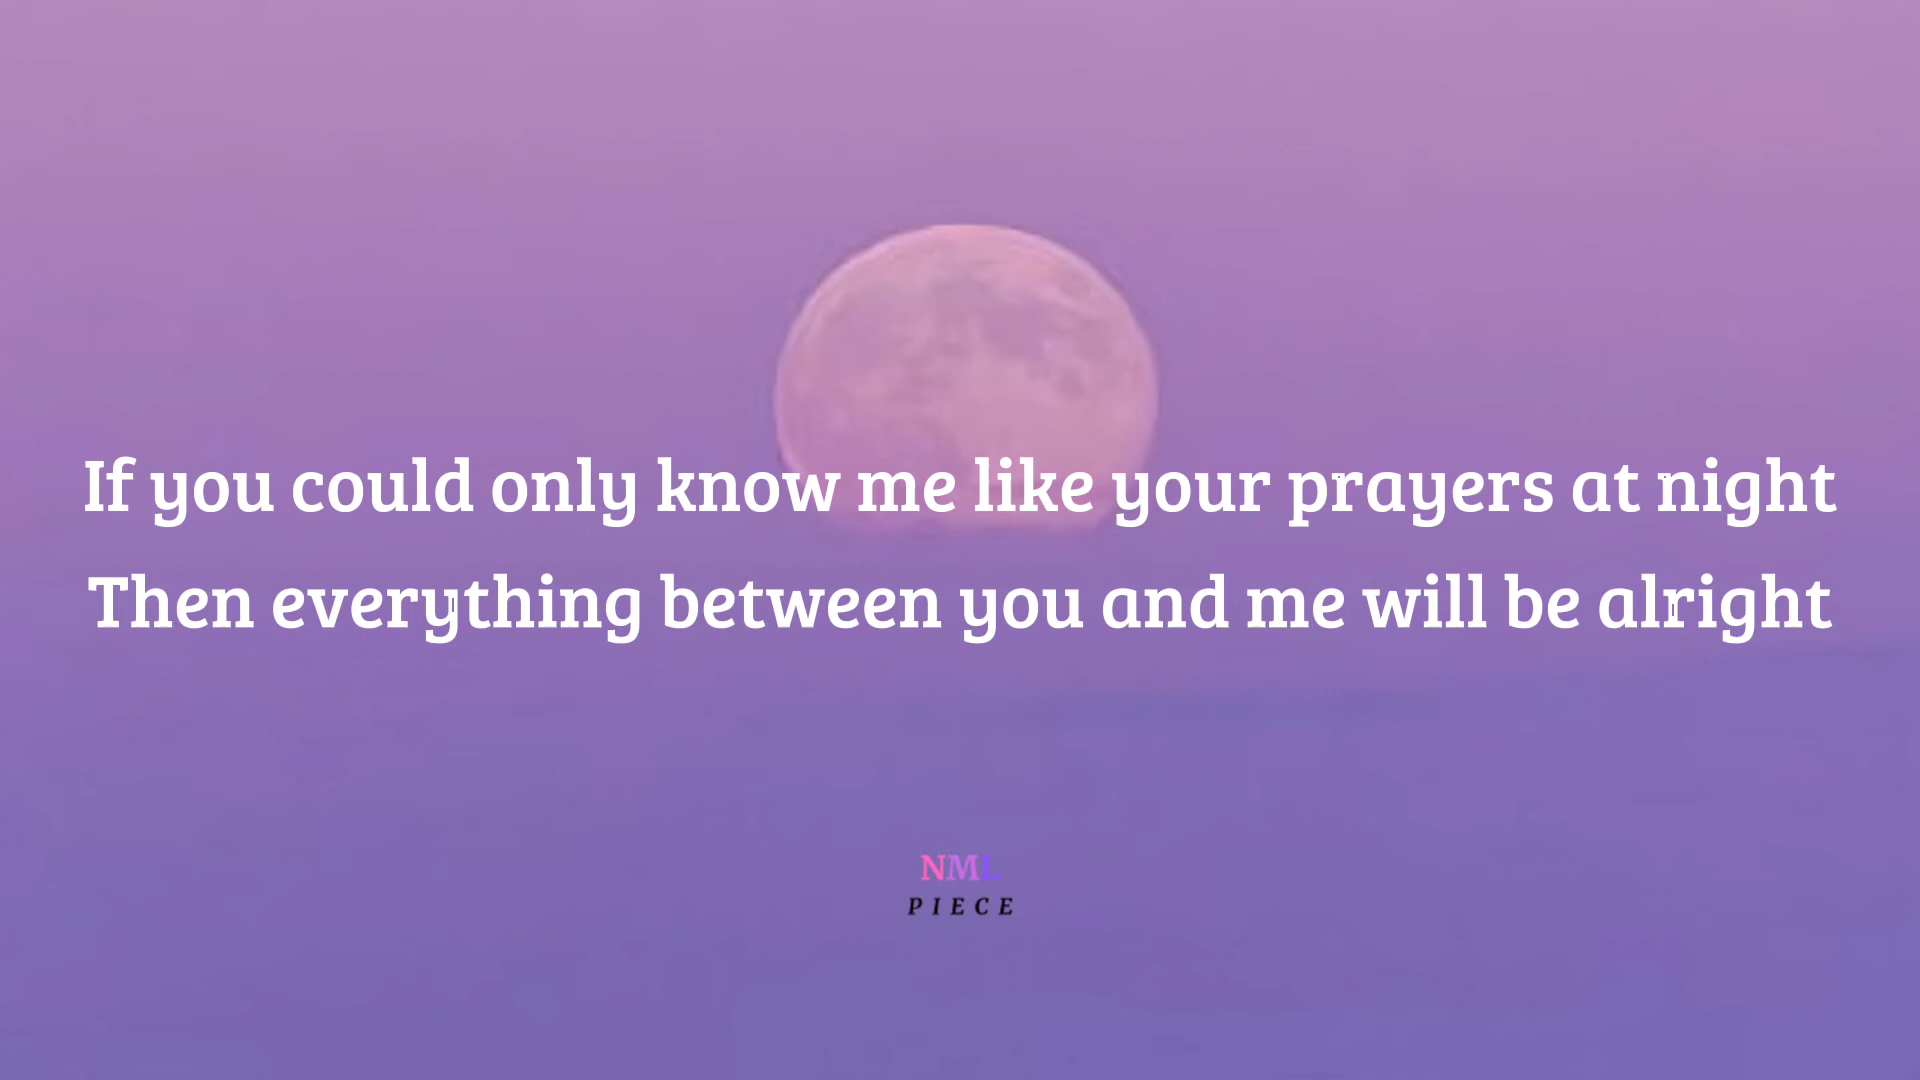 If you could only know me like your prayers at night
Then everything between you and me will be alright
NML
PIECE